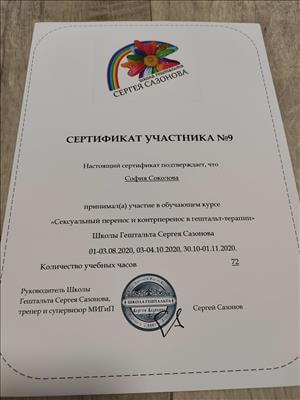 ШКОЛА ГЕШТАЛЬТА
СЕРГЕЯ САЗОНОВА
СЕРТИФИКАТ УЧАСТНИКА №9
Настоящий сертификат подтверждает, что
София Соколова
принимал(а) участие в обучающем курсе
«Сексуальный перенос и контрперенос в гештальт-терапии»
Школы Гештальта Сергея Сазонова
01-03.08.2020, 03-04.10.2020, 30.10-01.11.2020.
Количество учебных часов 72
Руководитель Школы
Гештальта Сергея Сазонова,
тренер и супервизор МИГиП
ШКОЛА ГЕШТАЛЬТА
Сергей Сазонов